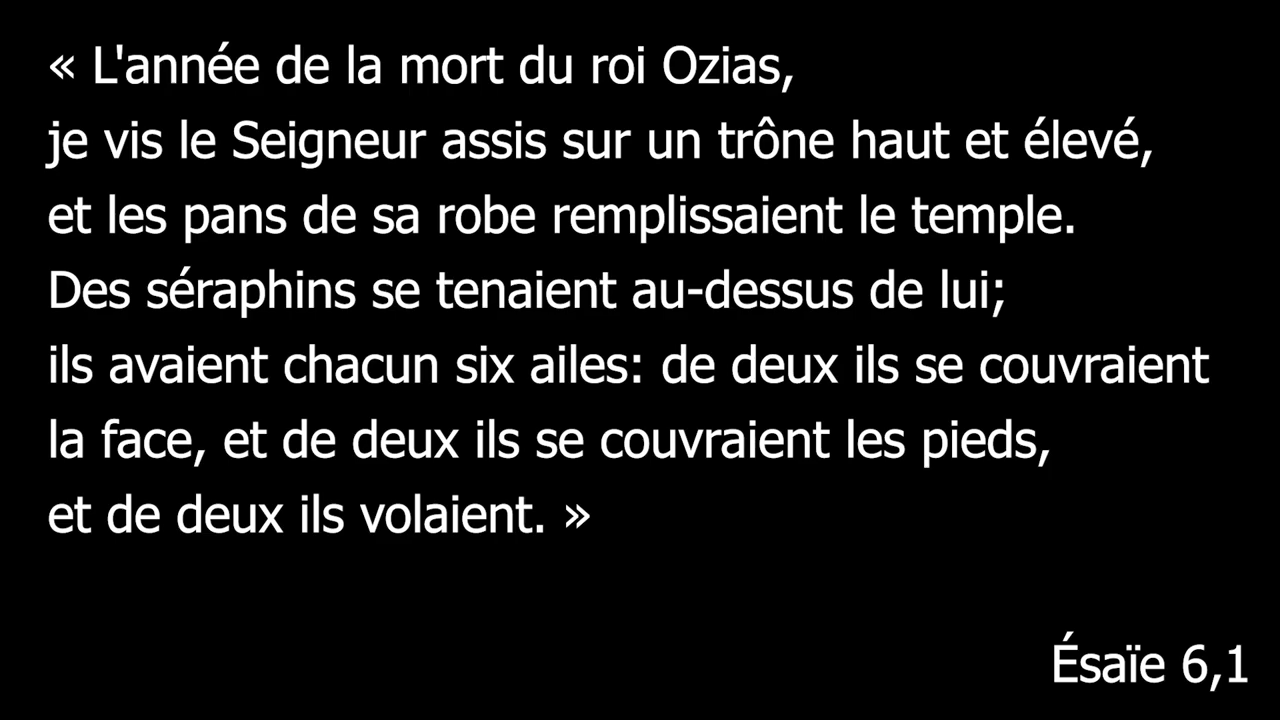 « L'année de la mort du roi Ozias,
je vis le Seigneur assis sur un trône haut et élevé,
et les pans de sa robe remplissaient le temple.
Des séraphins se tenaient au-dessus de lui;
ils avaient chacun six ailes: de deux ils se couvraient
la face, et de deux ils se couvraient les pieds,
et de deux ils volaient. »
Ésaïe 6,1